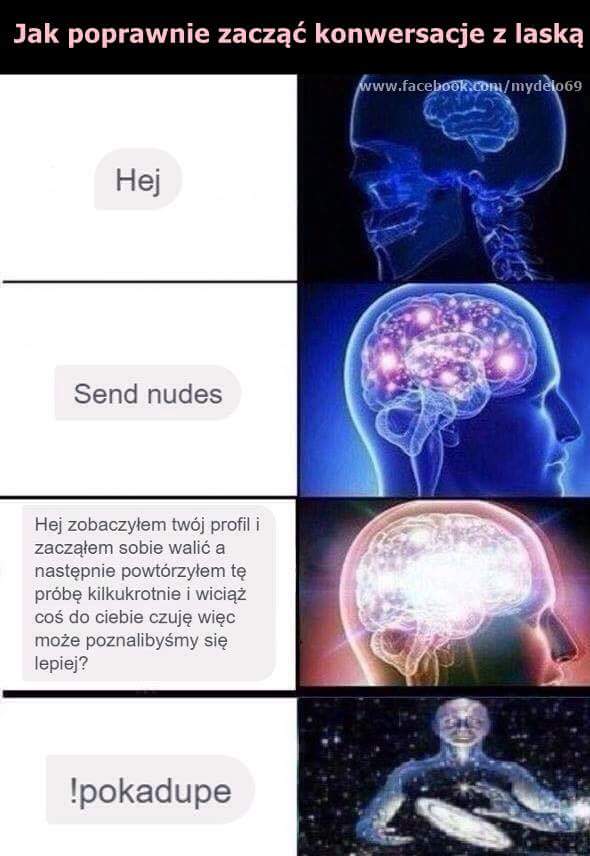 Jak poprawnie zacząć konwersacje z laską
www.facebook.com/mydelo69
Hej
Send nudes
Hej zobaczyłem twój profil i
zacząłem sobie walić a
następnie powtórzyłem tę
próbę kilkukrotnie i wiciąż
coś do ciebie czuję więc
może poznalibyśmy się
lepiej?
!pokadupe